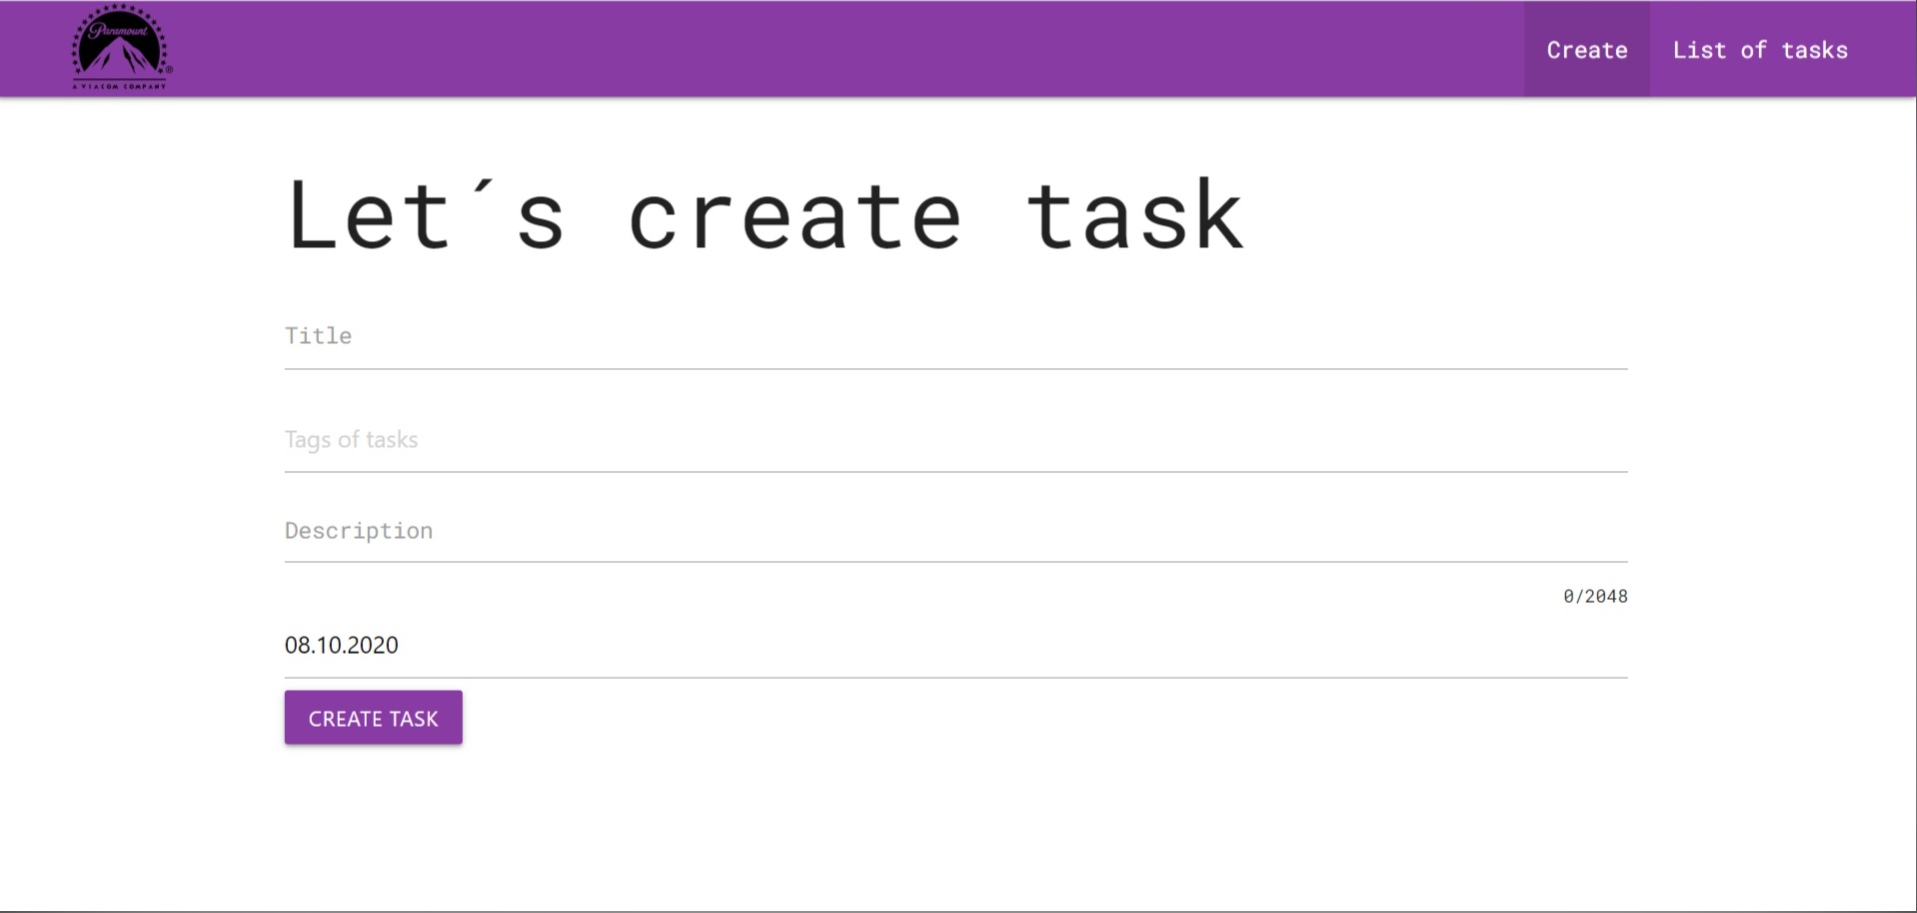 Paramount
®
A VIACOM COMPANY
Create
List of tasks
Let´s create task
Title
Tags of tasks
Description
0/2048
08.10.2020
CREATE TASK